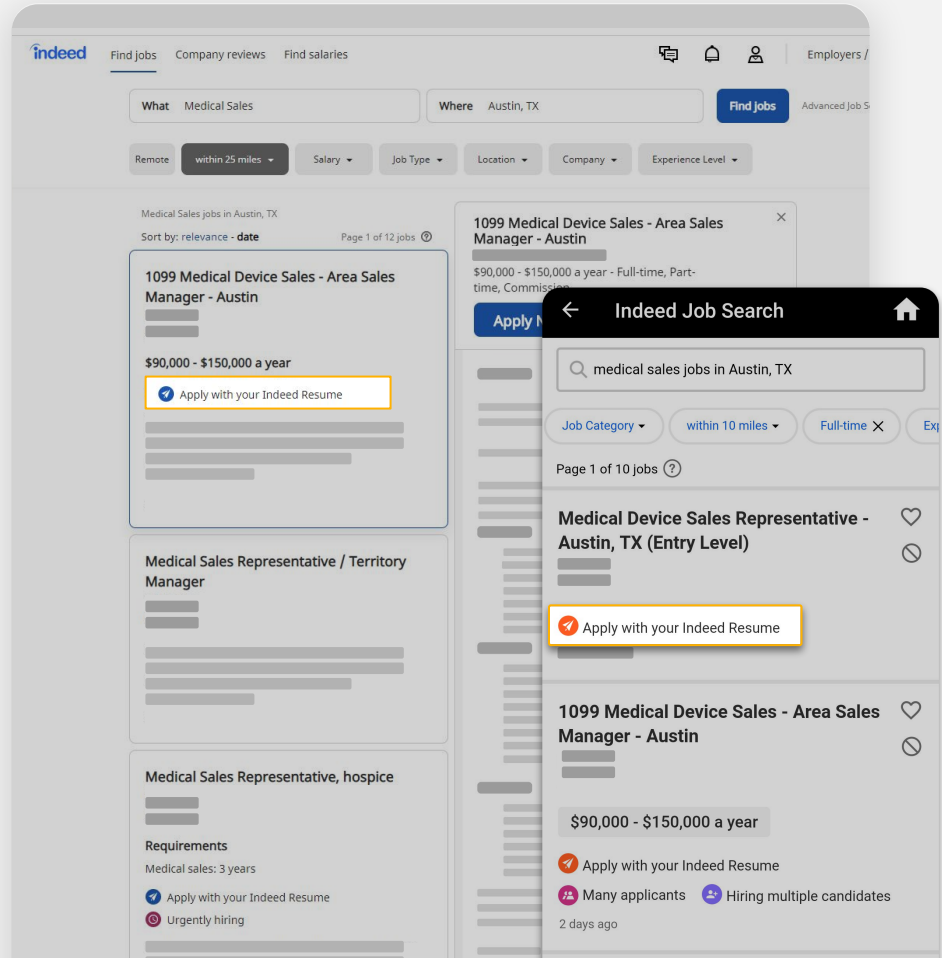 indeed
Find jobs Company reviews Find salaries
Employers /
What Medical Sales
Where Austin, TX
Find jobs
Advanced Job
Remote
within 25 miles
Salary
Job Type
Location
Company
Experience Level
Medical Sales jobs in Austin, TX
Sort by: relevance - date
Page 1 of 12 jobs ?
1099 Medical Device Sales - Area Sales
Manager - Austin
$90,000 - $150,000 a year
Apply with your Indeed Resume
Medical Sales Representative / Territory
Manager
Medical Sales Representative, hospice
Requirements
Medical sales: 3 years
Apply with your Indeed Resume
Urgently hiring
1099 Medical Device Sales - Area Sales
Manager - Austin
$90,000 - $150,000 a year - Full-time, Part-
time, Commission
Apply
Indeed Job Search
medical sales jobs in Austin, TX
Job Category
within 10 miles
Full-time X
Page 1 of 10 jobs ?
Medical Device Sales Representative -
Austin, TX (Entry Level)
Apply with your Indeed Resume
1099 Medical Device Sales - Area Sales
Manager - Austin
$90,000 - $150,000 a year
Apply with your Indeed Resume
Many applicants
Hiring multiple candidates
2 days ago